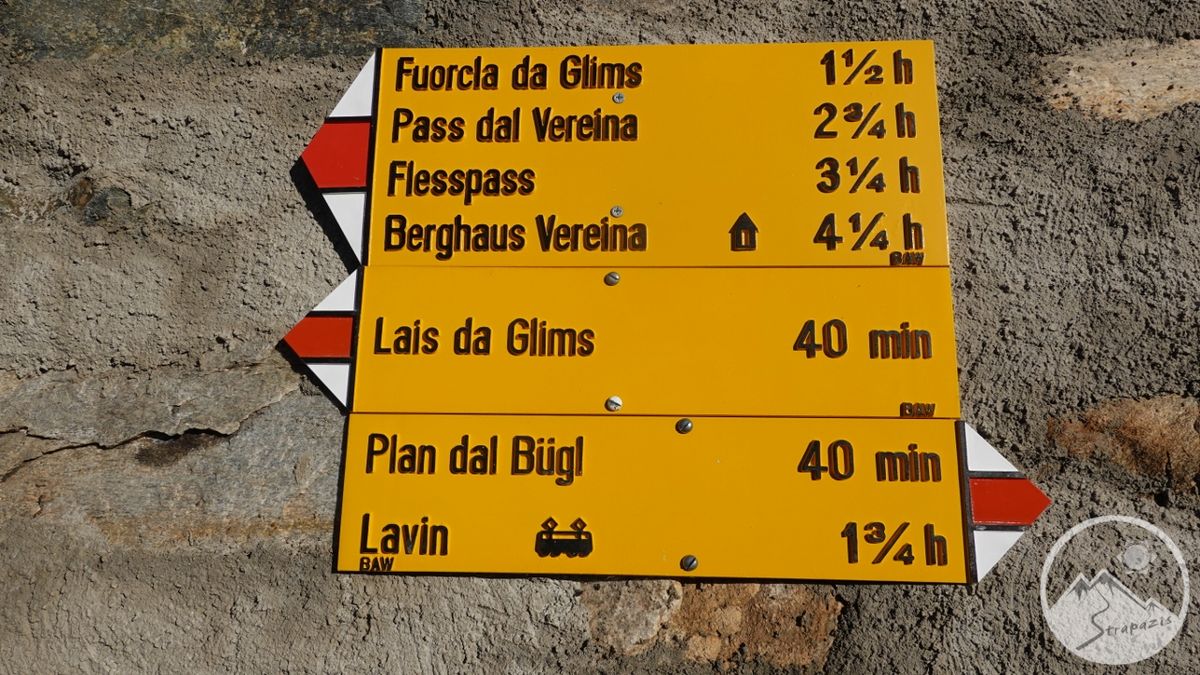 Fuorcla da Glims 1½ h
Pass dal Vereina 2¾ h
Flesspass 3¼ h
Berghaus Vereina 4¼ h
BAW
Lais da Glims 40 min
BAW
Plan dal Bügl 40 min
Lavin 1¾ h
BAW
Strapazis